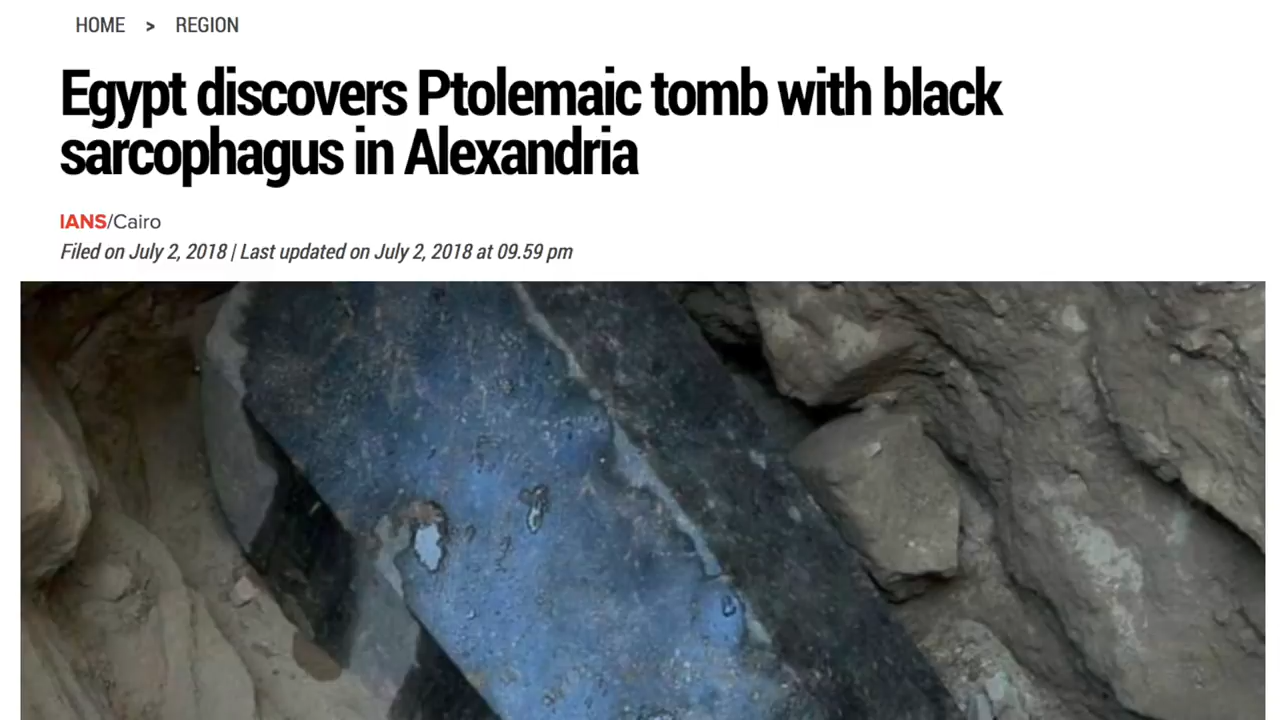 HOME > REGION
Egypt discovers Ptolemaic tomb with black
sarcophagus in Alexandria
IANS/Cairo
Filed on July 2, 2018 | Last updated on July 2, 2018 at 09.59 pm